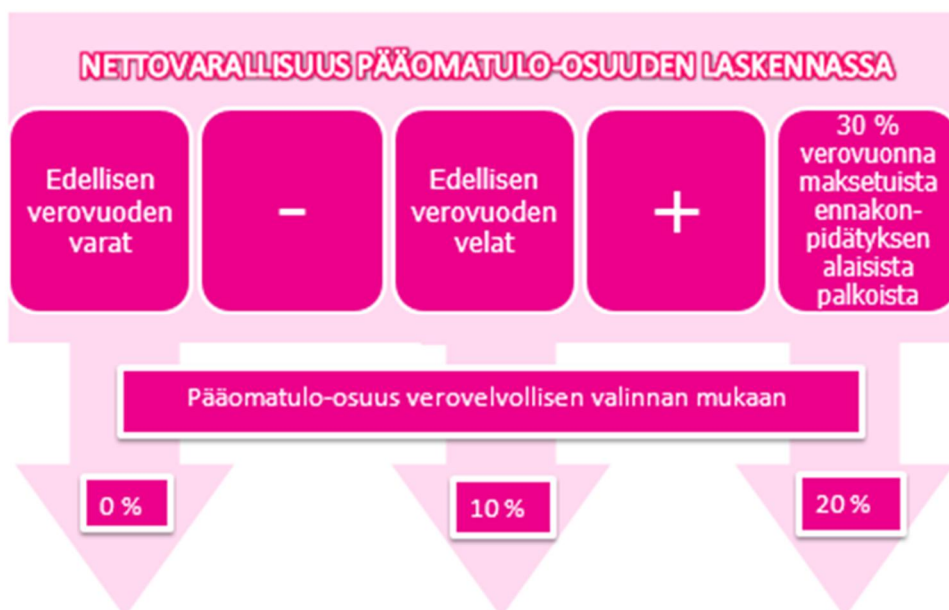 NETTOVARALLISUUS PÄÄOMATULO-OSUUDEN LASKENNASSA
Edellisen
verovuoden
varat
-
Edellisen
verovuoden
velat
+
30 %
verovuonna
maksetuista
ennakon-
pidätyksen
alaisista
palkoista
Pääomatulo-osuus verovelvollisen valinnan mukaan
0 %
10 %
20 %